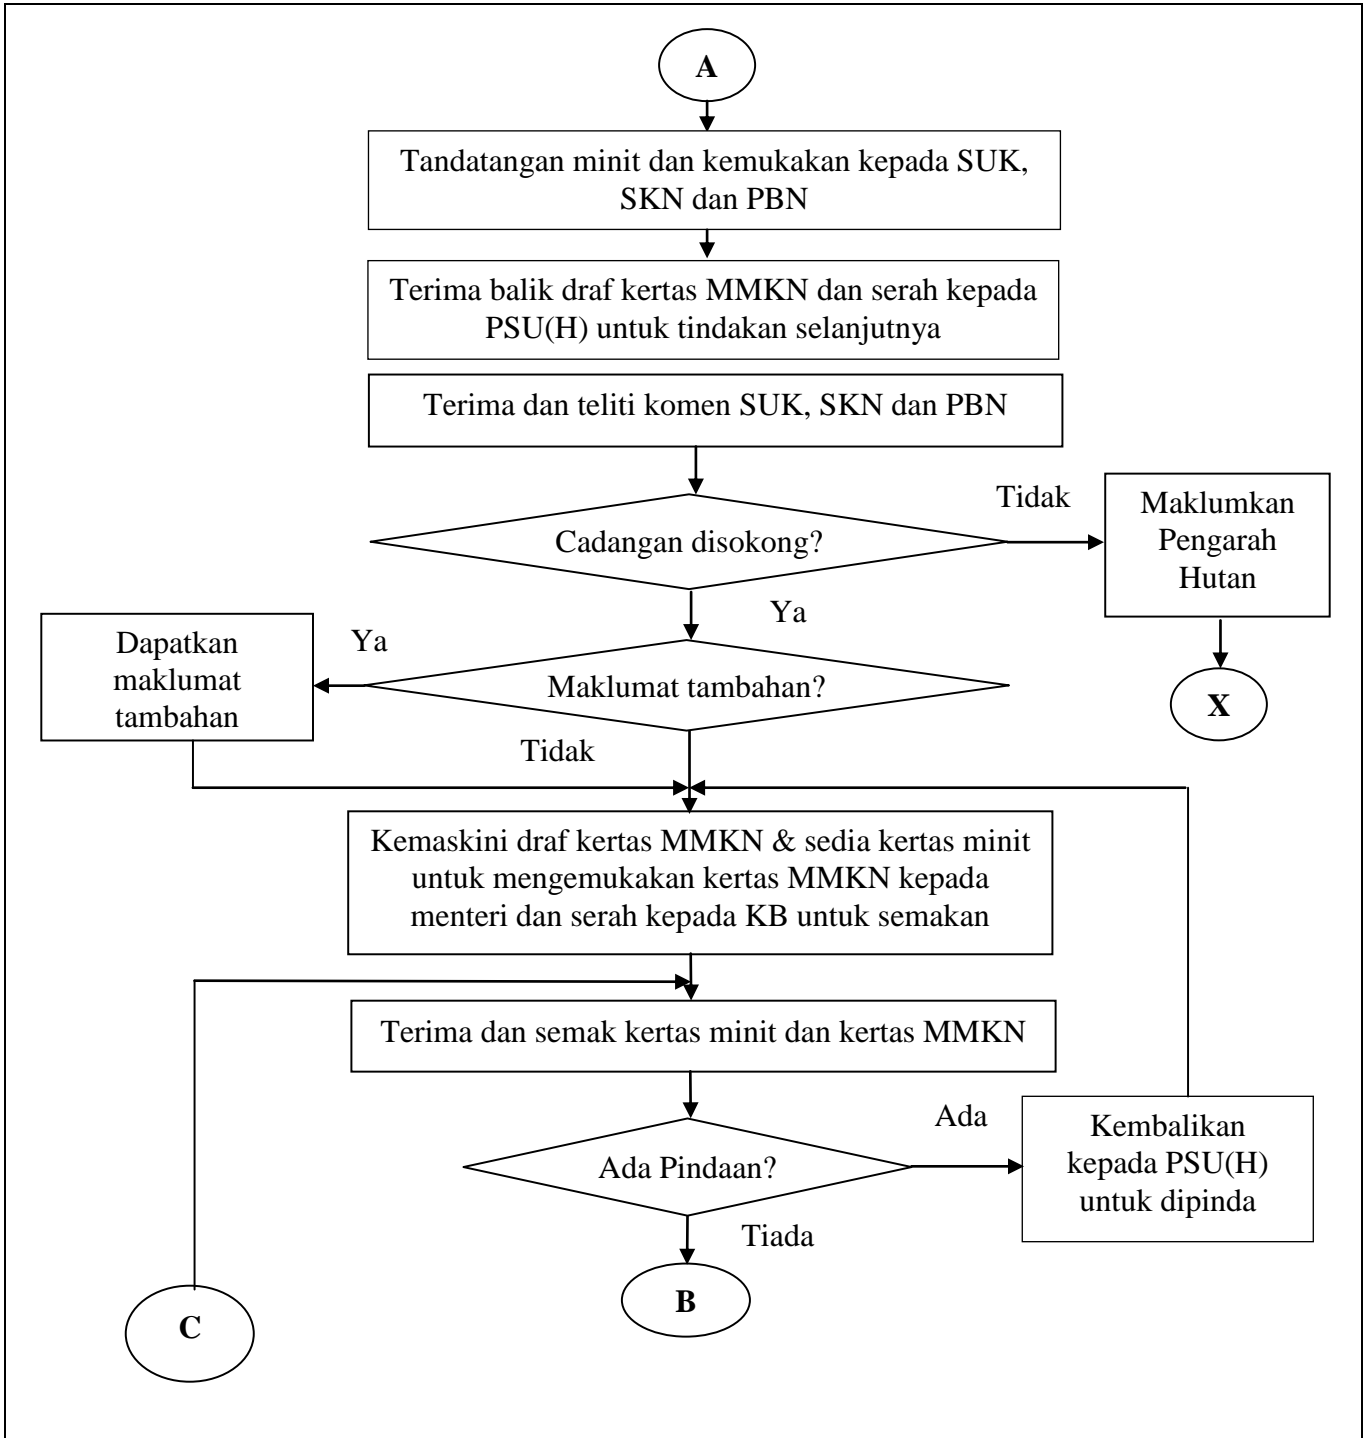 A
Tandatangan minit dan kemukakan kepada SUK,
SKN dan PBN
Terima balik draf kertas MMKN dan serah kepada
PSU(H) untuk tindakan selanjutnya
Terima dan teliti komen SUK, SKN dan PBN
Cadangan disokong?
Tidak
Maklumkan
Pengarah
Hutan
X
Ya
Maklumat tambahan?
Ya
Dapatkan
maklumat
tambahan
Tidak
Kemaskini draf kertas MMKN & sedia kertas minit
untuk mengemukakan kertas MMKN kepada
menteri dan serah kepada KB untuk semakan
Terima dan semak kertas minit dan kertas MMKN
Ada Pindaan?
Ada
Kembalikan
kepada PSU(H)
untuk dipinda
Tiada
B
C